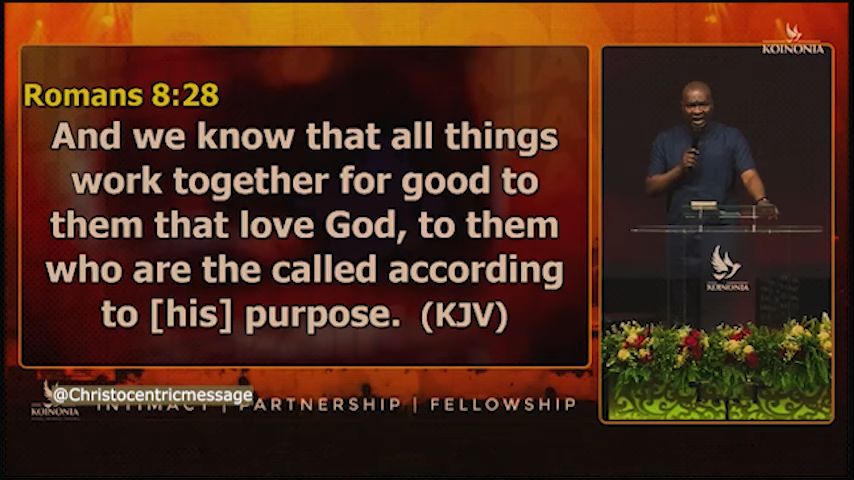 KOINONIA
Romans 8:28
And we know that all things
work together for good to
them that love God, to them
who are the called according
to [his] purpose. (KJV)
KOINONIA
@Christocentricmessage
KOINONIA
INTIMACY | PARTNERSHIP | FELLOWSHIP